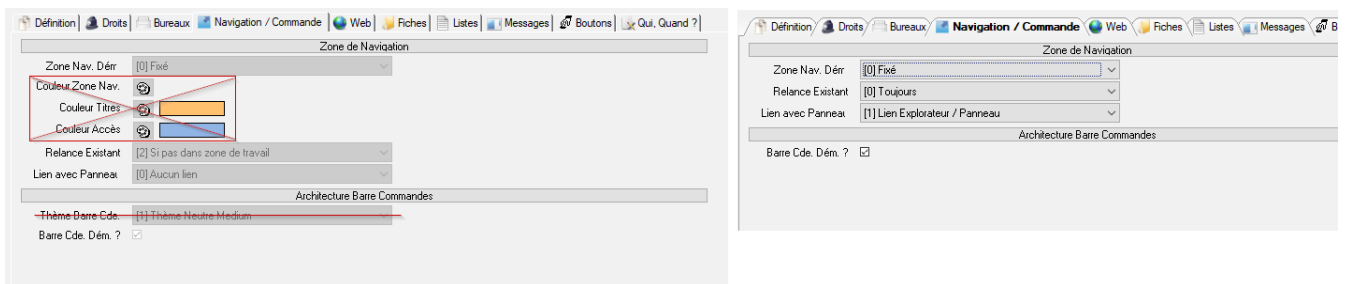 Définition Droits Bureaux Navigation / Commande Web Fiches Listes Messages Boutons Qui, Quand ?
Zone de Navigation
Zone Nav. Dém [0] Fixé
Couleur Zone Nav.
Couleur Titres
Couleur Accès
Relance Existant [2] Si pas dans zone de travail
Lien avec Panneau [0] Aucun lien
Architecture Barre Commandes
Thème Barre Cde. [1] Thème Neutre Medium
Barre Cde. Dém. ?
Définition Droits Bureaux Navigation / Commande Web Fiches Listes Messages B
Zone de Navigation
Zone Nav. Dém [0] Fixé
Relance Existant [0] Toujours
Lien avec Panneau [1] Lien Explorateur / Panneau
Architecture Barre Commandes
Barre Cde. Dém. ?